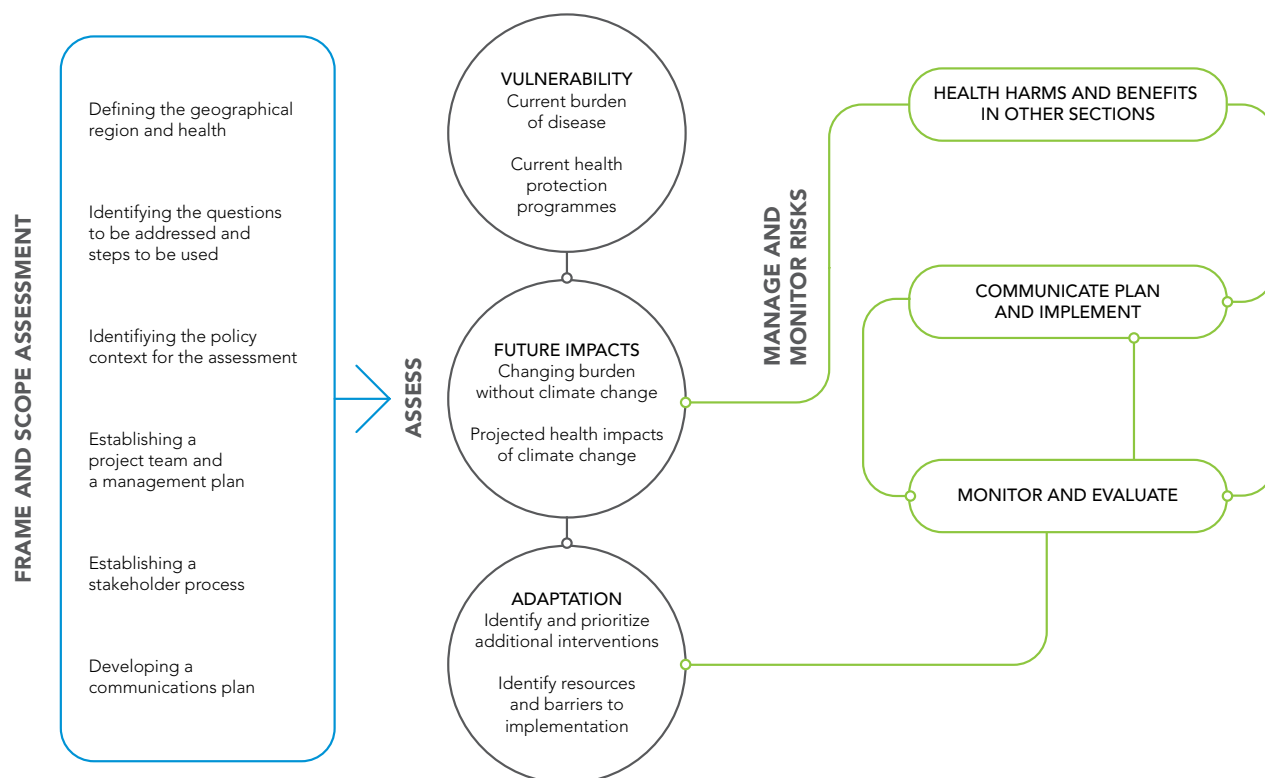 FRAME AND SCOPE ASSESSMENT
Defining the geographical
region and health
Identifying the questions
to be addressed and
steps to be used
Identifiying the policy
context for the assessment
Establishing a
project team and
a management plan
Establishing a
stakeholder process
Developing a
communications plan
ASSESS
VULNERABILITY
Current burden
of disease
Current health
protection
programmes
FUTURE IMPACTS
Changing burden
without climate change
Projected health impacts
of climate change
ADAPTATION
Identify and prioritize
additional interventions
Identify resources
and barriers to
implementation
MANAGE AND
MONITOR RISKS
HEALTH HARMS AND BENEFITS
IN OTHER SECTIONS
COMMUNICATE PLAN
AND IMPLEMENT
MONITOR AND EVALUATE